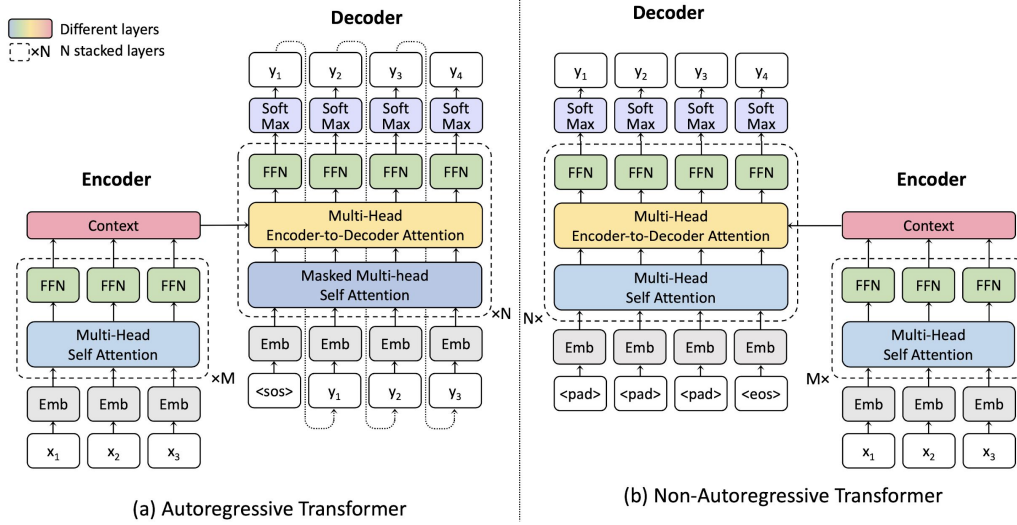 Different layers
×N N stacked layers
Decoder
y1 y2 y3 y4
Soft Max Soft Max Soft Max Soft Max
FFN FFN FFN FFN
Multi-Head
Encoder-to-Decoder Attention
Masked Multi-head
Self Attention
×N
Emb Emb Emb Emb
<sos> y1 y2 y3
Encoder
Context
FFN FFN FFN
Multi-Head
Self Attention
×M
Emb Emb Emb
x1 x2 x3
(a) Autoregressive Transformer
Decoder
y1 y2 y3 y4
Soft Max Soft Max Soft Max Soft Max
FFN FFN FFN FFN
Multi-Head
Encoder-to-Decoder Attention
Multi-Head
Self Attention
N×
Emb Emb Emb Emb
<pad> <pad> <pad> <eos>
Encoder
Context
FFN FFN FFN
Multi-Head
Self Attention
M×
Emb Emb Emb
x1 x2 x3
(b) Non-Autoregressive Transformer